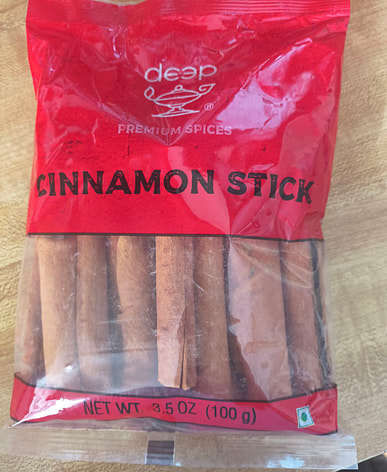 deep
®
PREMIUM SPICES
CINNAMON STICK
NET WT. 3.5 OZ (100 g)